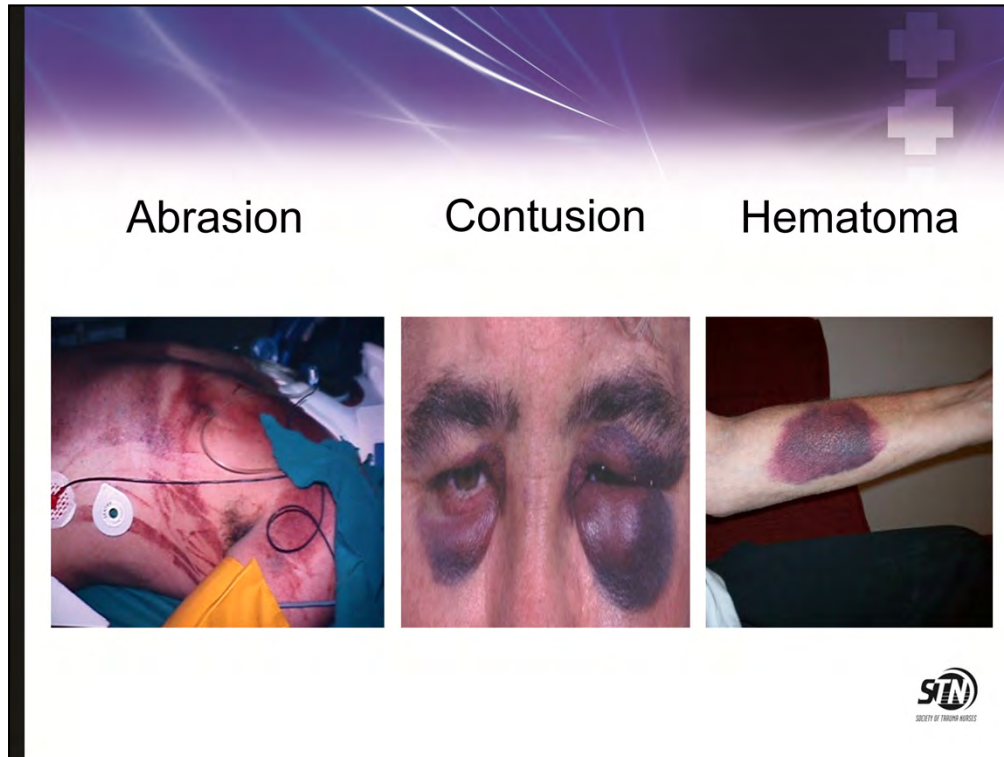 Abrasion
Contusion
Hematoma
STN
SOCIETY OF TRAUMA NURSES